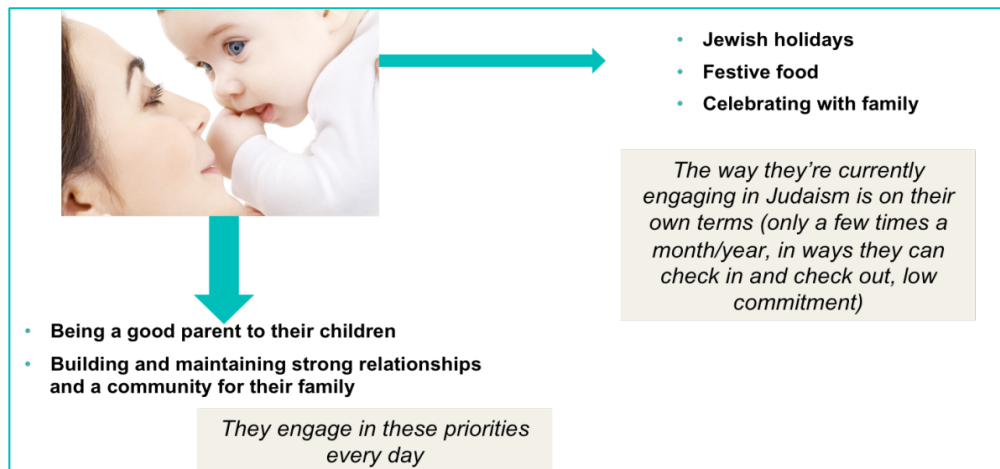 • Jewish holidays
• Festive food
• Celebrating with family
The way they’re currently
engaging in Judaism is on their
own terms (only a few times a
month/year, in ways they can
check in and check out, low
commitment)
• Being a good parent to their children
• Building and maintaining strong relationships
and a community for their family
They engage in these priorities
every day